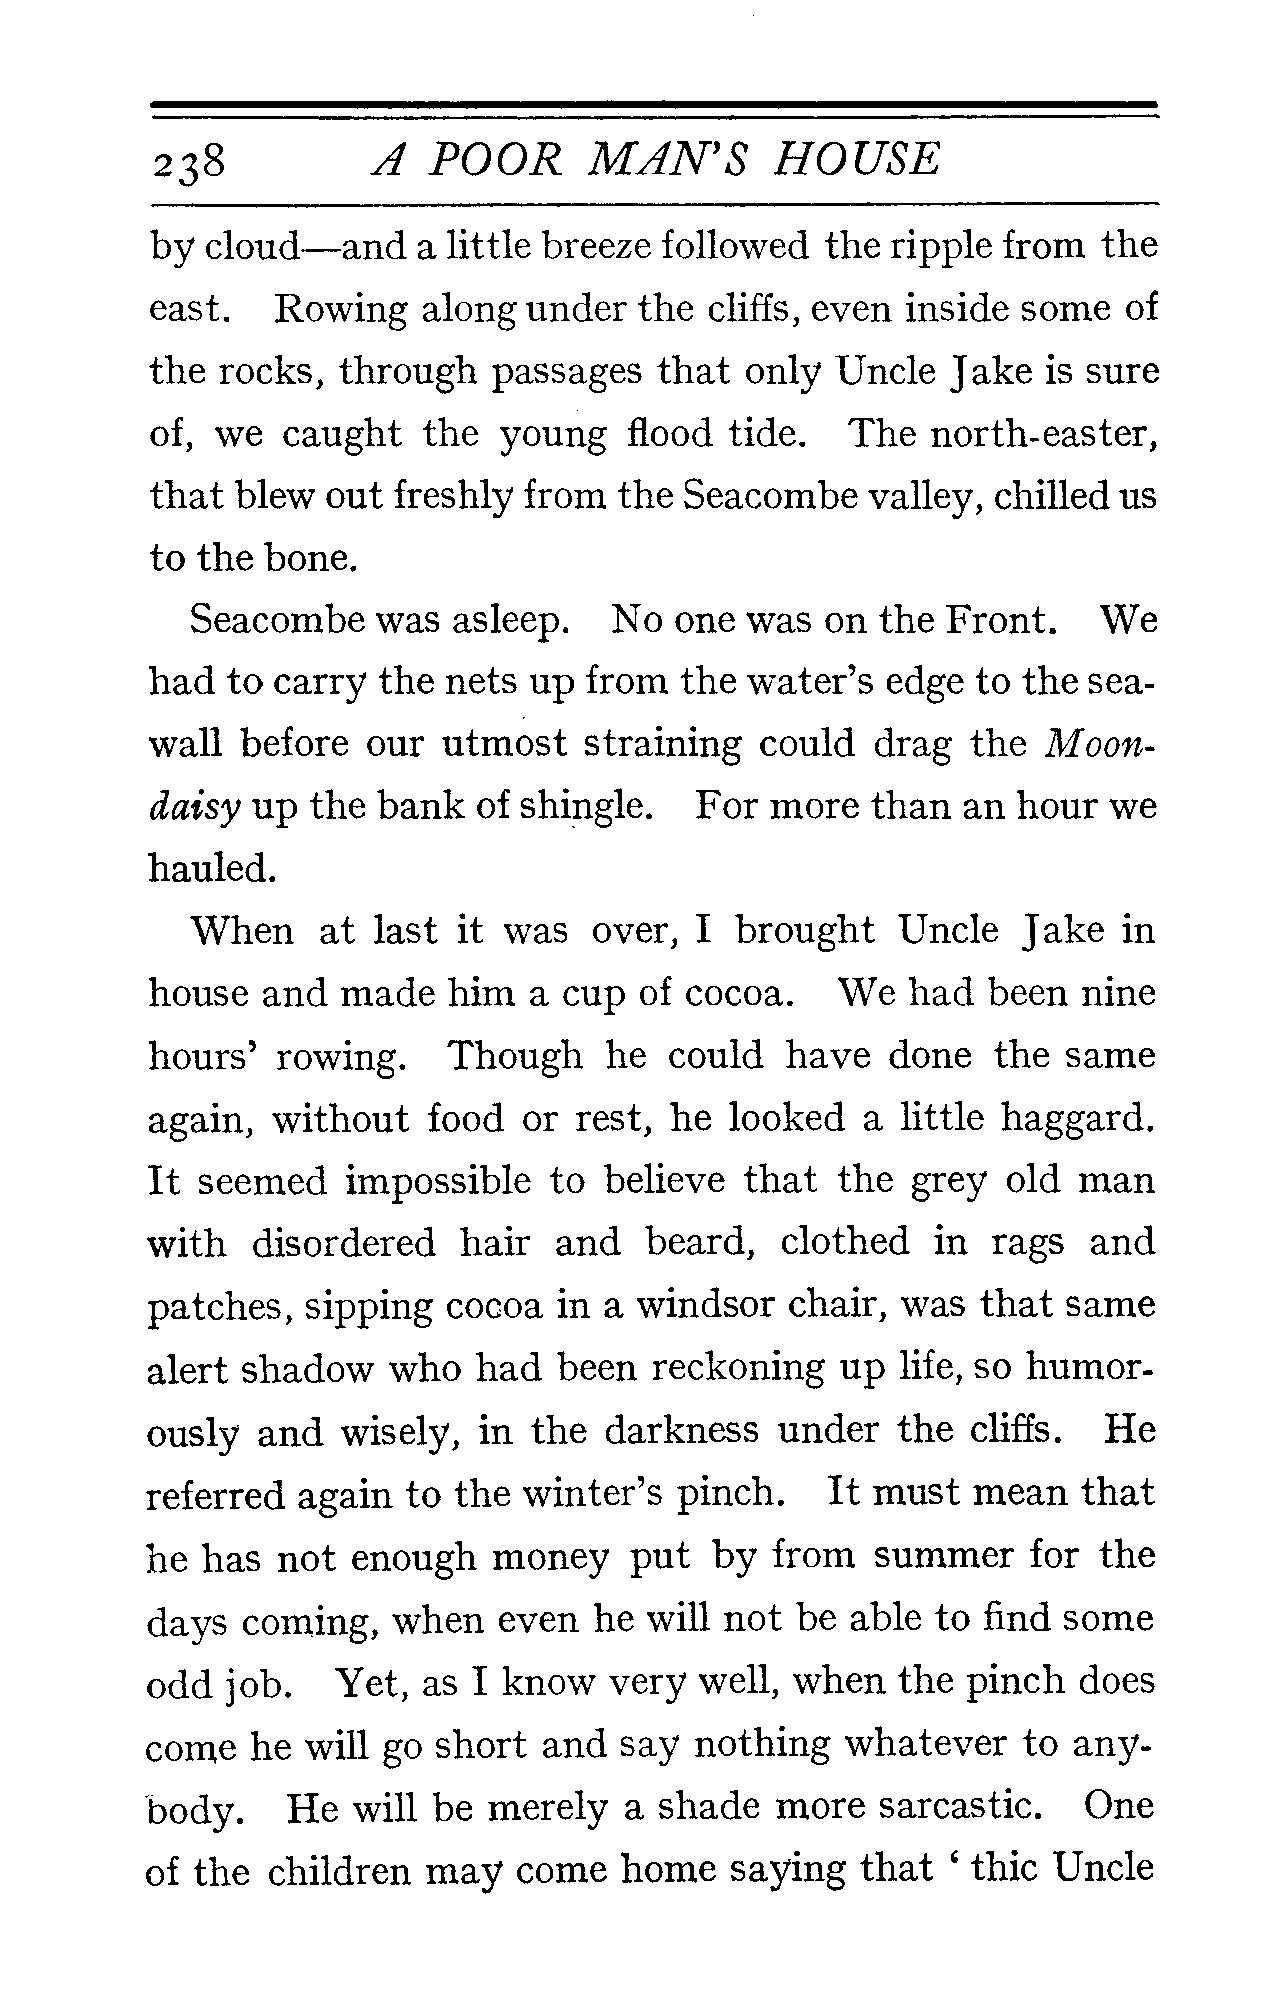 238 A POOR MAN'S HOUSE
by cloud—and a little breeze followed the ripple from the
east. Rowing along under the cliffs, even inside some of
the rocks, through passages that only Uncle Jake is sure
of, we caught the young flood tide. The north-easter,
that blew out freshly from the Seacombe valley, chilled us
to the bone.
Seacombe was asleep. No one was on the Front. We
had to carry the nets up from the water's edge to the sea-
wall before our utmost straining could drag the Moon-
daisy up the bank of shingle. For more than an hour we
hauled.
When at last it was over, I brought Uncle Jake in
house and made him a cup of cocoa. We had been nine
hours' rowing. Though he could have done the same
again, without food or rest, he looked a little haggard.
It seemed impossible to believe that the grey old man
with disordered hair and beard, clothed in rags and
patches, sipping cocoa in a windsor chair, was that same
alert shadow who had been reckoning up life, so humor-
ously and wisely, in the darkness under the cliffs. He
referred again to the winter's pinch. It must mean that
he has not enough money put by from summer for the
days coming, when even he will not be able to find some
odd job. Yet, as I know very well, when the pinch does
come he will go short and say nothing whatever to any-
body. He will be merely a shade more sarcastic. One
of the children may come home saying that ‘ thic Uncle